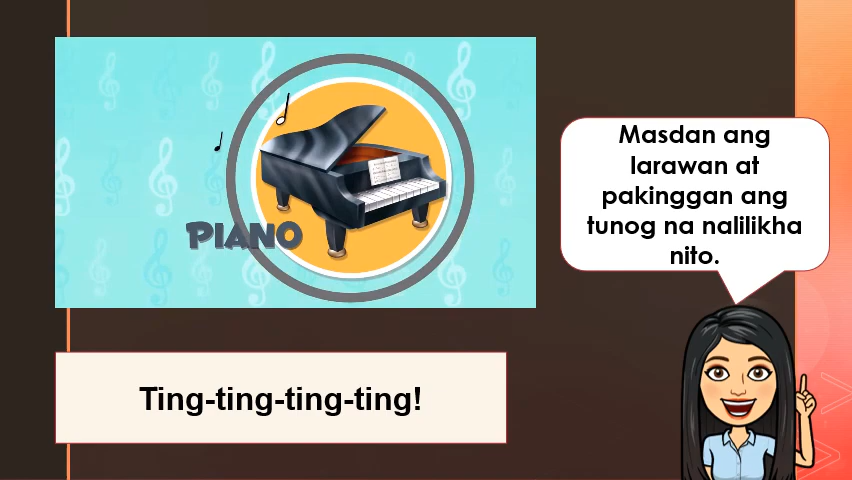 PIANO
Masdan ang
larawan at
pakinggan ang
tunog na nalilikha
nito.
Ting-ting-ting-ting!